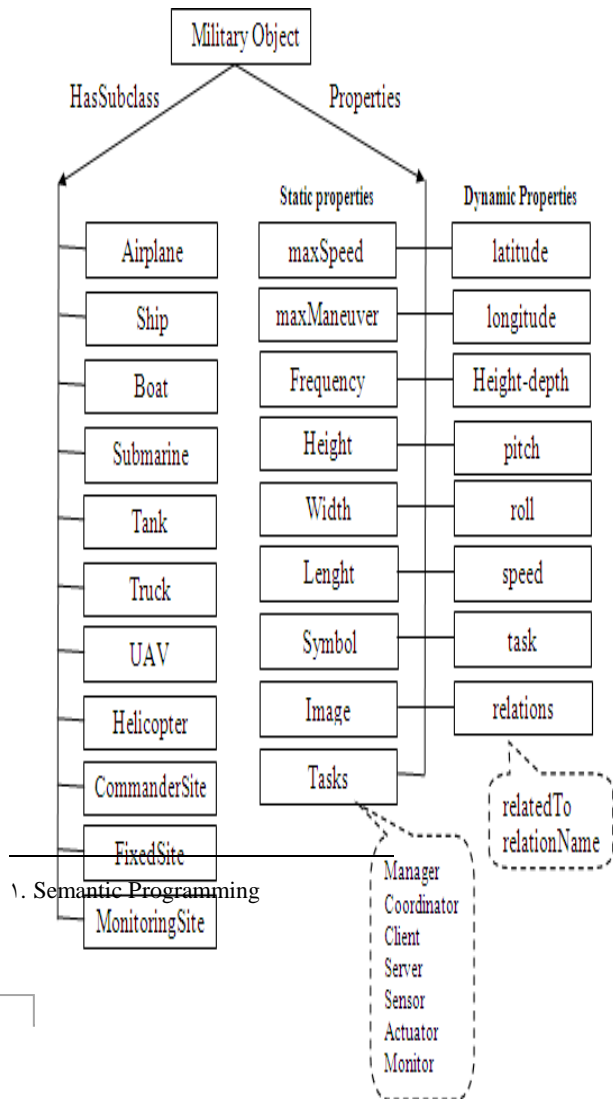 Military Object
HasSubclass
Properties
Static properties
Dynamic Properties
Airplane
Ship
Boat
Submarine
Tank
Truck
UAV
Helicopter
CommanderSite
FixedSite
MonitoringSite
maxSpeed
maxManeuver
Frequency
Height
Width
Lenght
Symbol
Image
Tasks
latitude
longitude
Height-depth
pitch
roll
speed
task
relations
relatedTo
relationName
Manager
Coordinator
Client
Server
Sensor
Actuator
Monitor
١. Semantic Programming